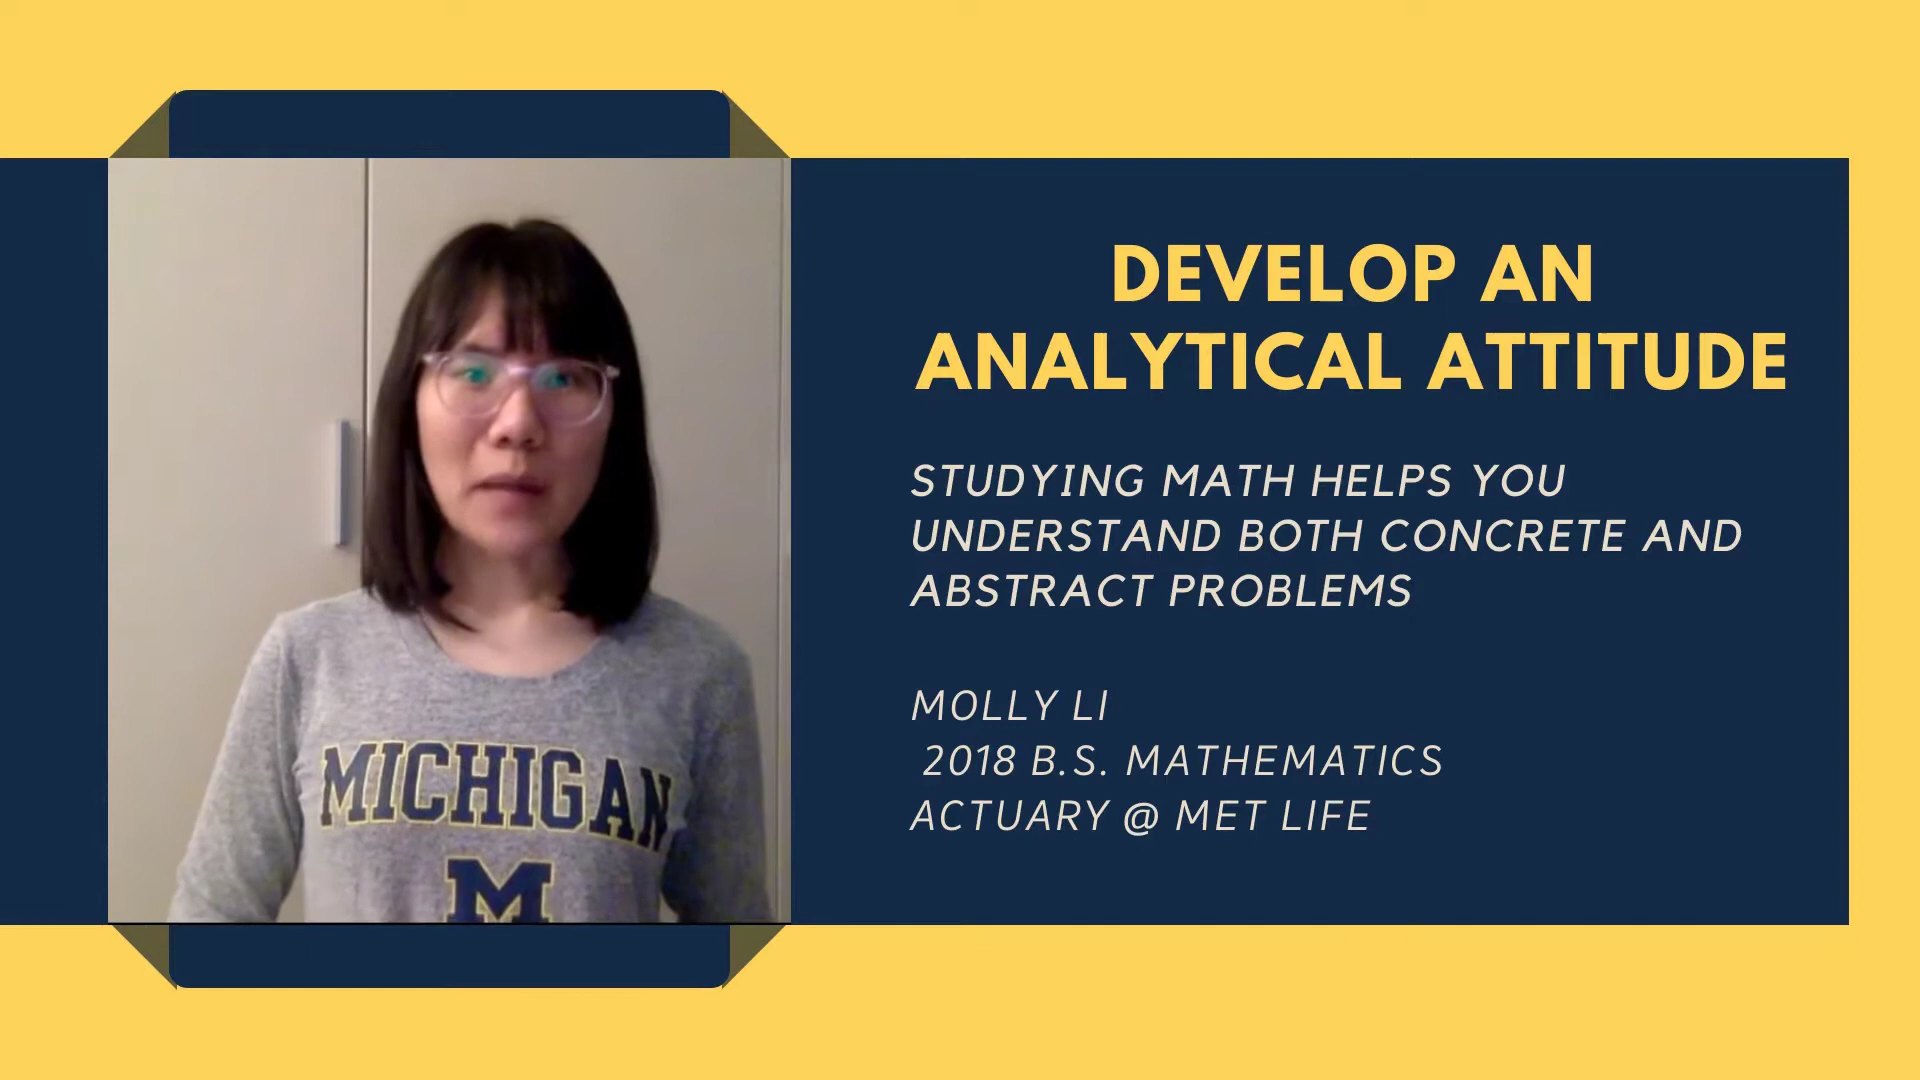 DEVELOP AN
ANALYTICAL ATTITUDE
STUDYING MATH HELPS YOU
UNDERSTAND BOTH CONCRETE AND
ABSTRACT PROBLEMS
MOLLY LI
2018 B.S. MATHEMATICS
ACTUARY @ MET LIFE
MICHIGAN
M